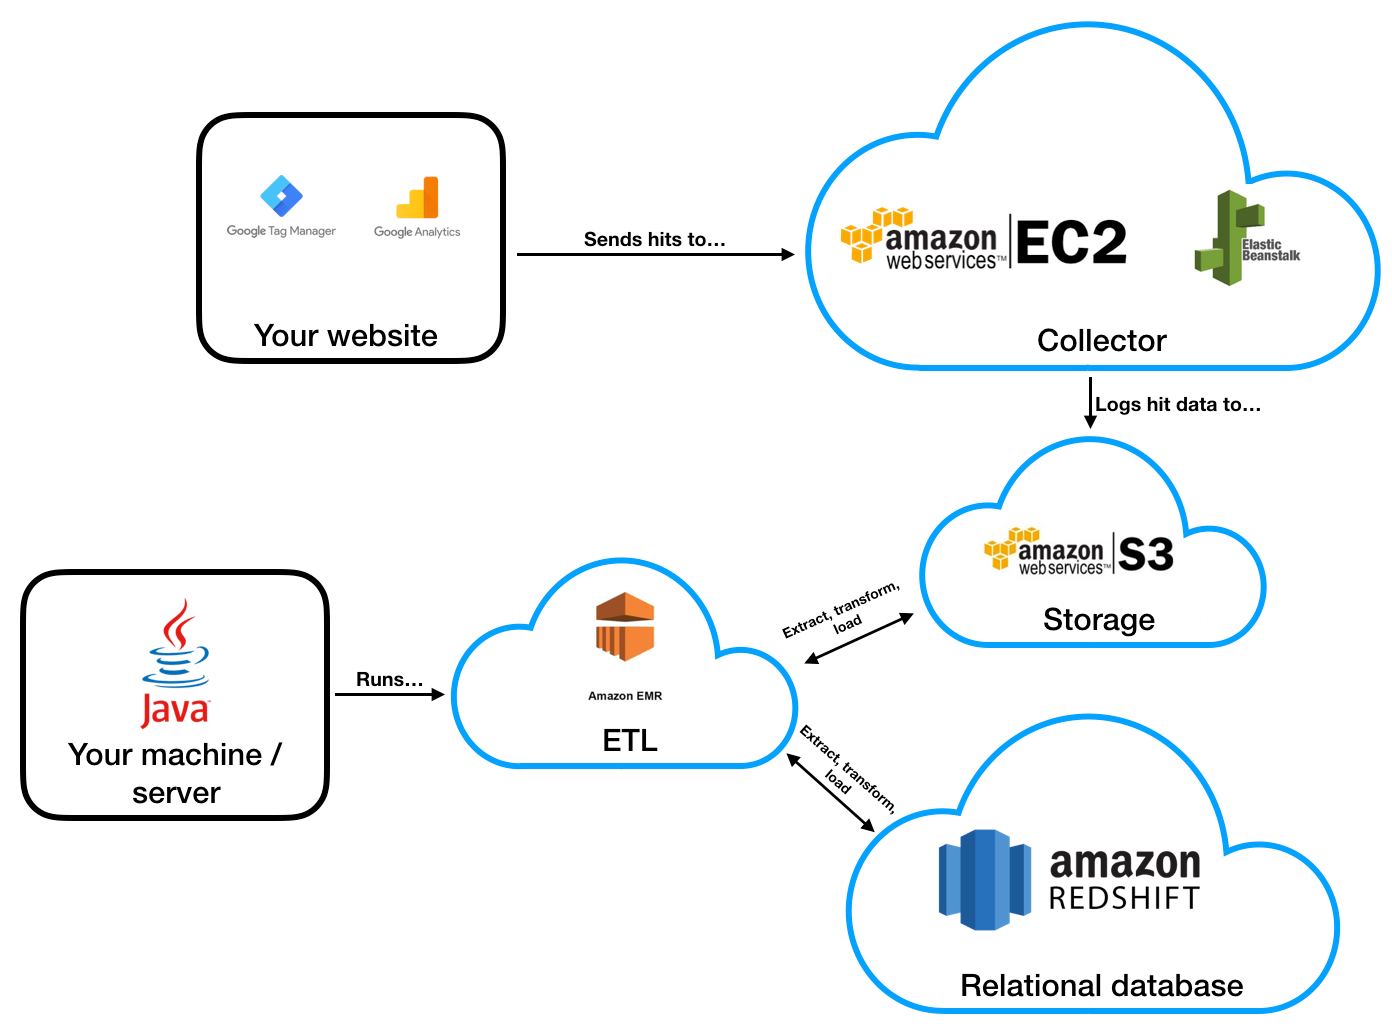 Google Tag Manager
Google Analytics
Your website
Sends hits to...
amazon
web services™
EC2
Elastic
Beanstalk
Collector
Logs hit data to...
amazon
web services™
S3
Storage
Extract, transform,
load
Java™
Your machine /
server
Runs...
Amazon EMR
ETL
Extract, transform,
load
amazon
REDSHIFT
Relational database